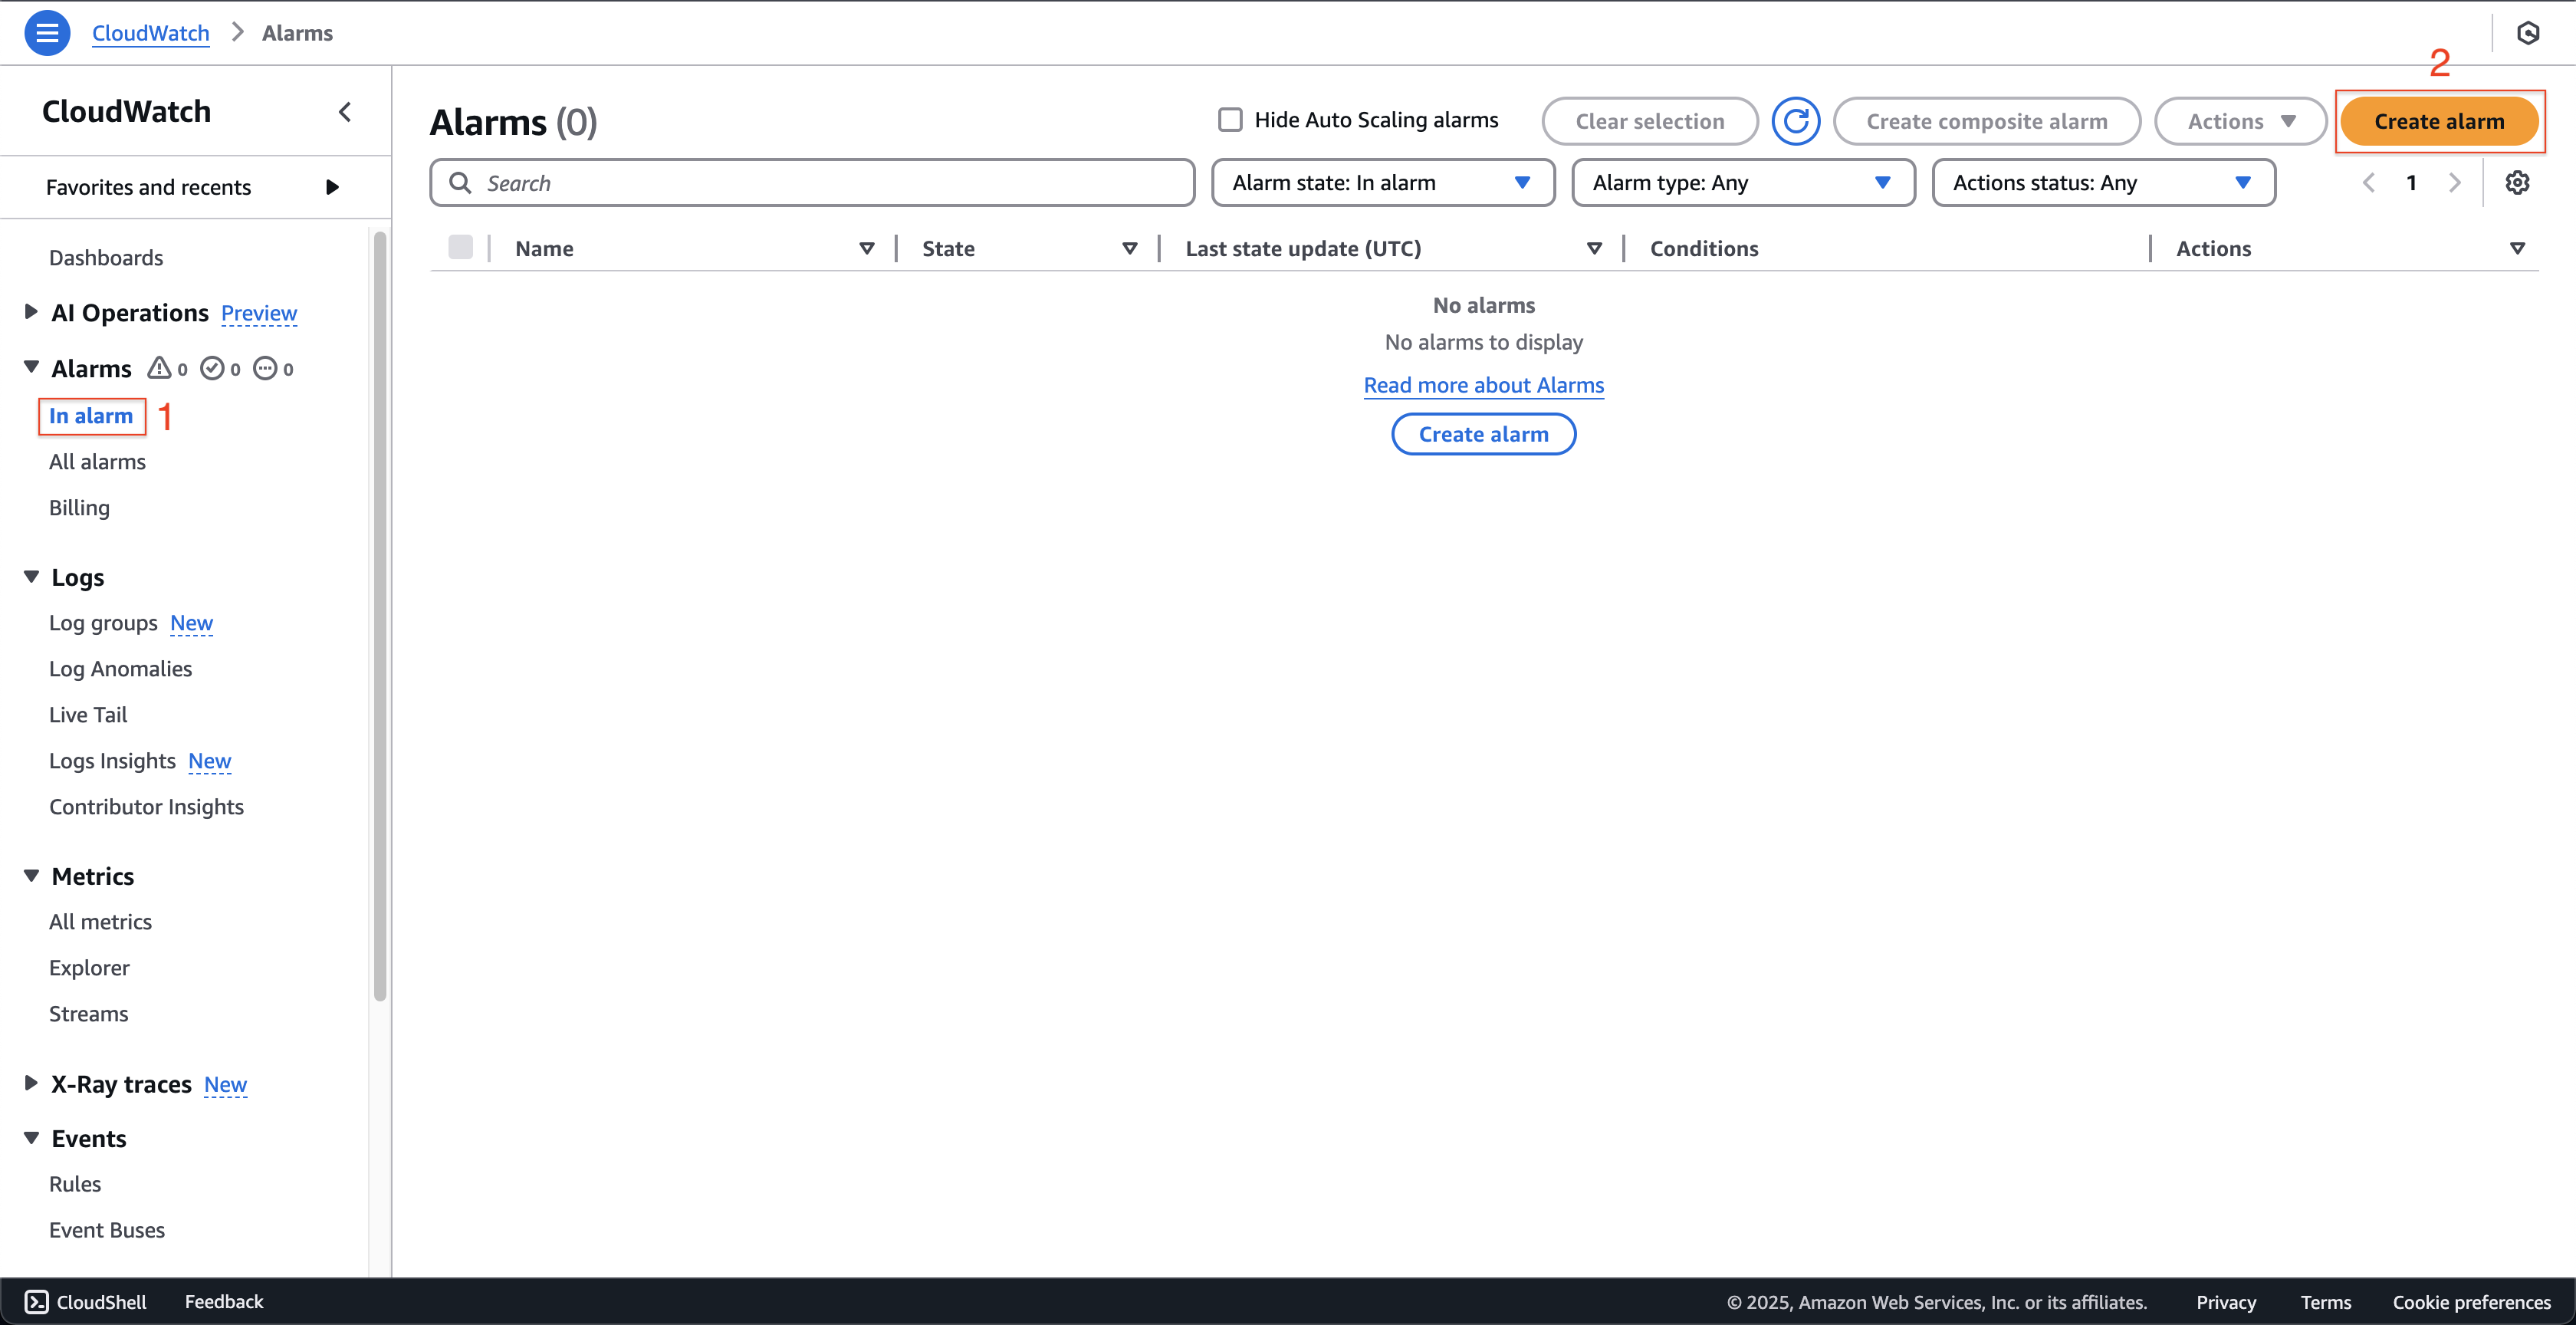 CloudWatch > Alarms
2
CloudWatch
Favorites and recents
Dashboards
AI Operations Preview
Alarms 0 0 0
In alarm 1
All alarms
Billing
Logs
Log groups New
Log Anomalies
Live Tail
Logs Insights New
Contributor Insights
Metrics
All metrics
Explorer
Streams
X-Ray traces New
Events
Rules
Event Buses
Alarms (0)
Hide Auto Scaling alarms
Clear selection
Create composite alarm
Actions
Create alarm
Search
Alarm state: In alarm
Alarm type: Any
Actions status: Any
1
Name State Last state update (UTC) Conditions Actions
No alarms
No alarms to display
Read more about Alarms
Create alarm
CloudShell Feedback © 2025, Amazon Web Services, Inc. or its affiliates. Privacy Terms Cookie preferences